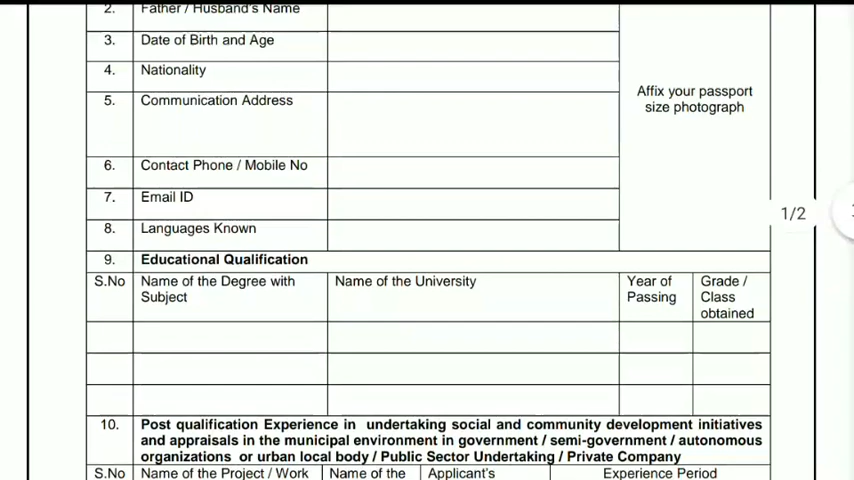 2. Father / Husband's Name
3. Date of Birth and Age
4. Nationality
5. Communication Address
Affix your passport
size photograph
6. Contact Phone / Mobile No
7. Email ID
1/2
8. Languages Known
9. Educational Qualification
S.No Name of the Degree with Subject Name of the University Year of Passing Grade / Class obtained
10. Post qualification Experience in undertaking social and community development initiatives
and appraisals in the municipal environment in government / semi-government / autonomous
organizations or urban local body / Public Sector Undertaking / Private Company
S.No Name of the Project / Work Name of the Applicant's Experience Period